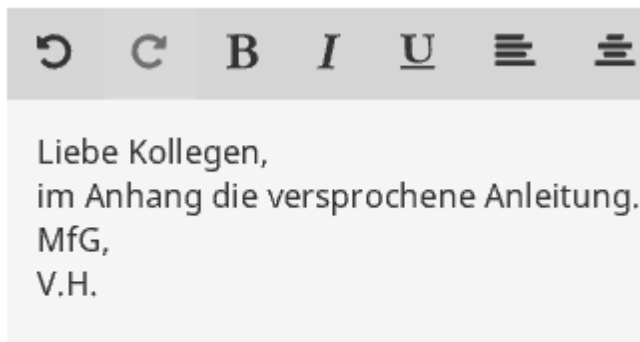 B I U
Liebe Kollegen,
im Anhang die versprochene Anleitung.
MfG,
V.H.